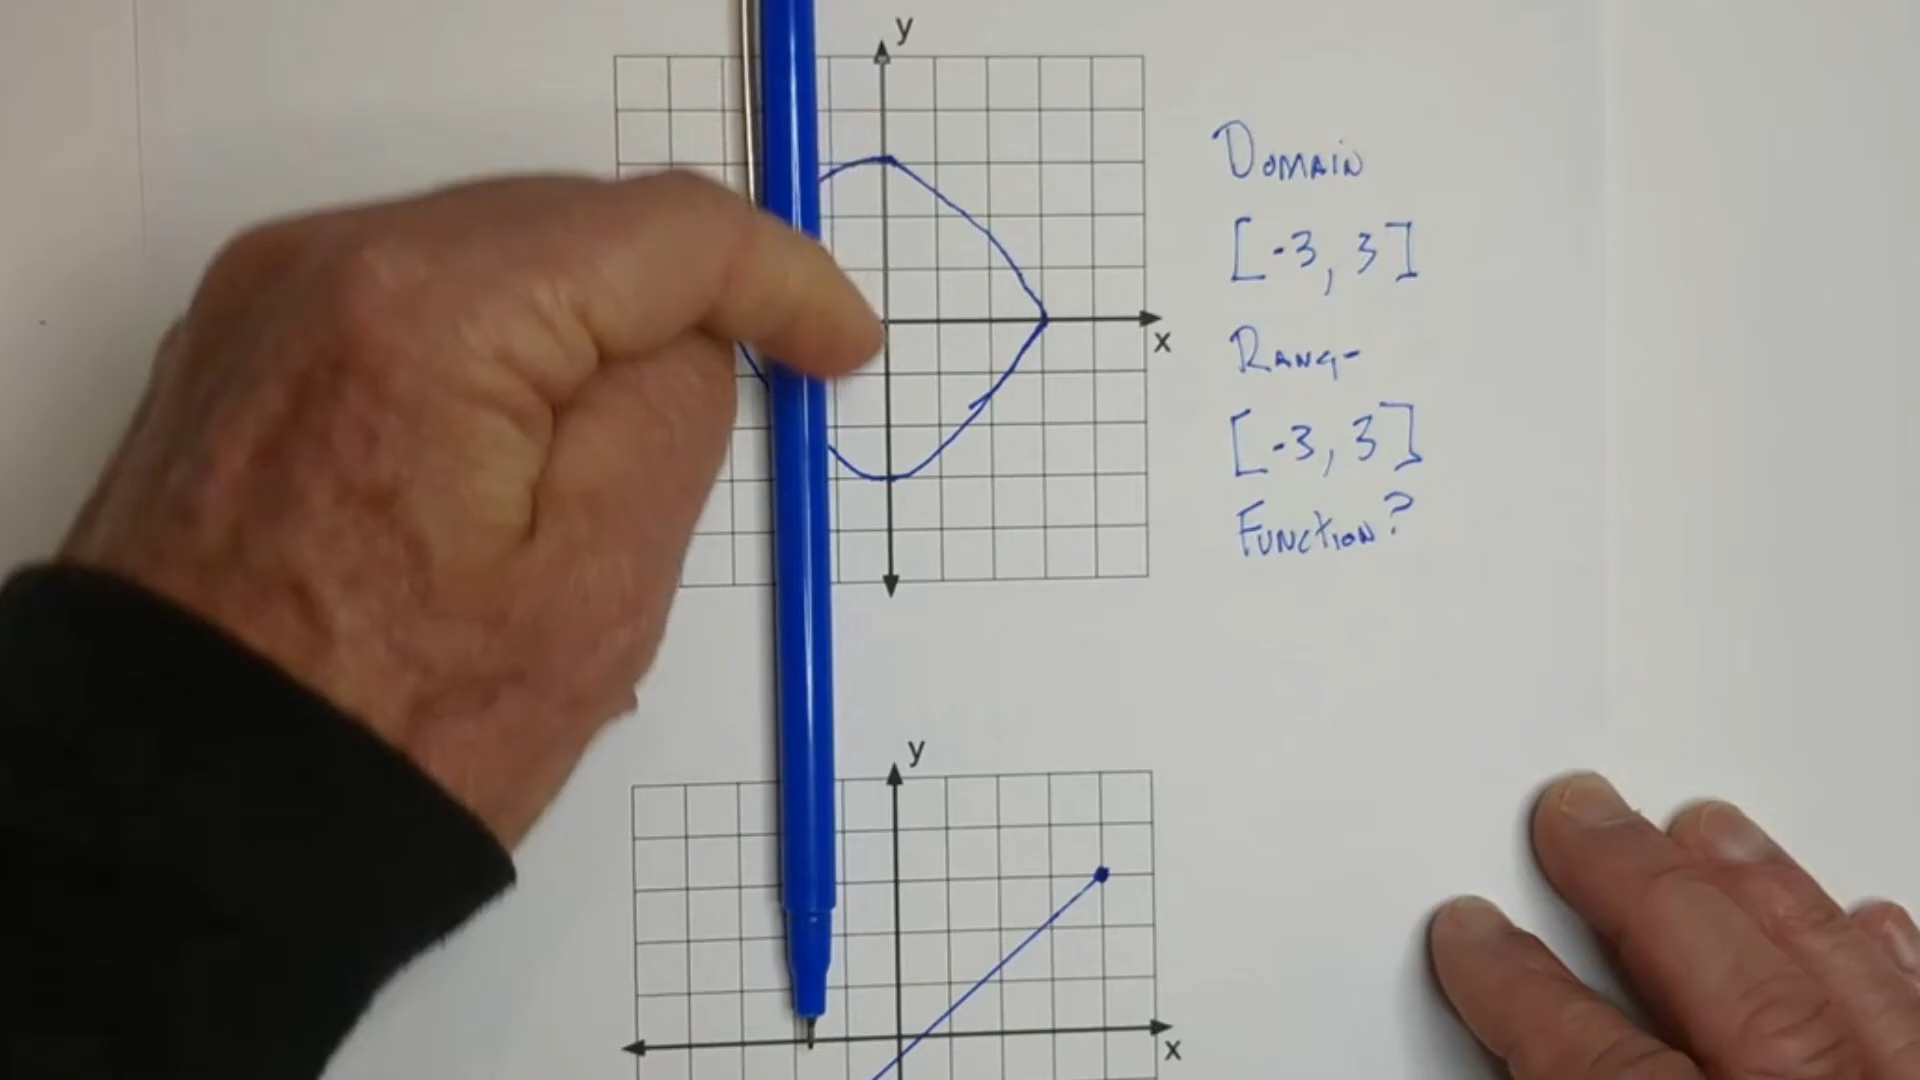 y
x
Domain
[-3, 3]
Rang-
[-3, 3]
Function?
y
x